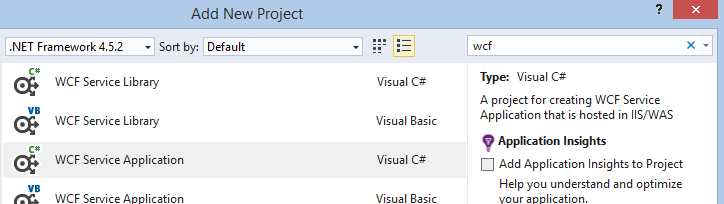 Add New Project
? ×
.NET Framework 4.5.2 Sort by: Default wcf ×
C# WCF Service Library Visual C#
VB WCF Service Library Visual Basic
C# WCF Service Application Visual C#
VB WCF Service Application Visual Basic
Type: Visual C#
A project for creating WCF Service
Application that is hosted in IIS/WAS
Application Insights
Add Application Insights to Project
Help you understand and optimize
your application.